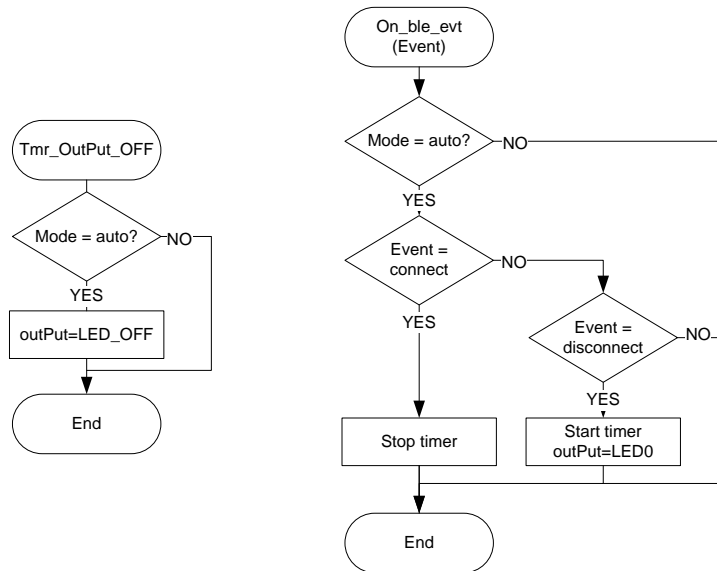 Tmr_OutPut_OFF
Mode = auto?
NO
YES
outPut=LED_OFF
End
On_ble_evt
(Event)
Mode = auto?
NO
YES
Event =
connect
NO
YES
Event =
disconnect
NO
YES
Stop timer
Start timer
outPut=LED0
End